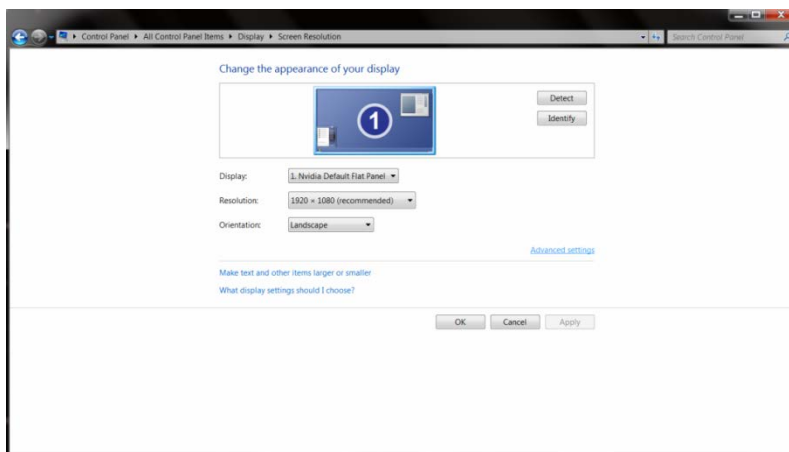 Control Panel ▸ All Control Panel Items ▸ Display ▸ Screen Resolution
Search Control Panel
Change the appearance of your display
1
Detect
Identify
Display: 1. Nvidia Default Flat Panel
Resolution: 1920 × 1080 (recommended)
Orientation: Landscape
Advanced settings
Make text and other items larger or smaller
What display settings should I choose?
OK Cancel Apply